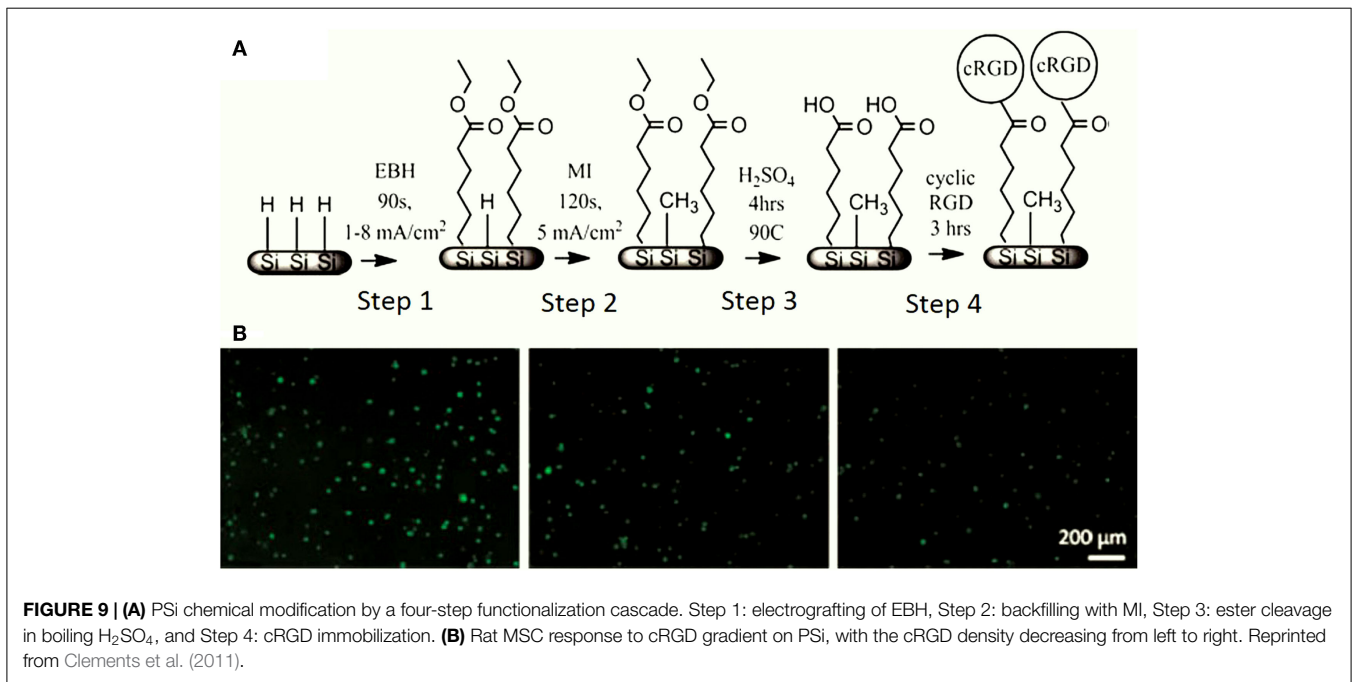 A
cRGD cRGD
HO HO
O O
O O O O O O O O
EBH MI H₂SO₄ cyclic
90s, 120s, 4hrs RGD
1-8 mA/cm² 5 mA/cm² 90C 3 hrs
H H H H CH₃ CH₃ CH₃
Si Si Si Si Si Si Si Si Si Si Si Si Si Si Si
Step 1 Step 2 Step 3 Step 4
B
200 µm
FIGURE 9 | (A) PSi chemical modification by a four-step functionalization cascade. Step 1: electrografting of EBH, Step 2: backfilling with MI, Step 3: ester cleavage
in boiling H₂SO₄, and Step 4: cRGD immobilization. (B) Rat MSC response to cRGD gradient on PSi, with the cRGD density decreasing from left to right. Reprinted
from Clements et al. (2011).